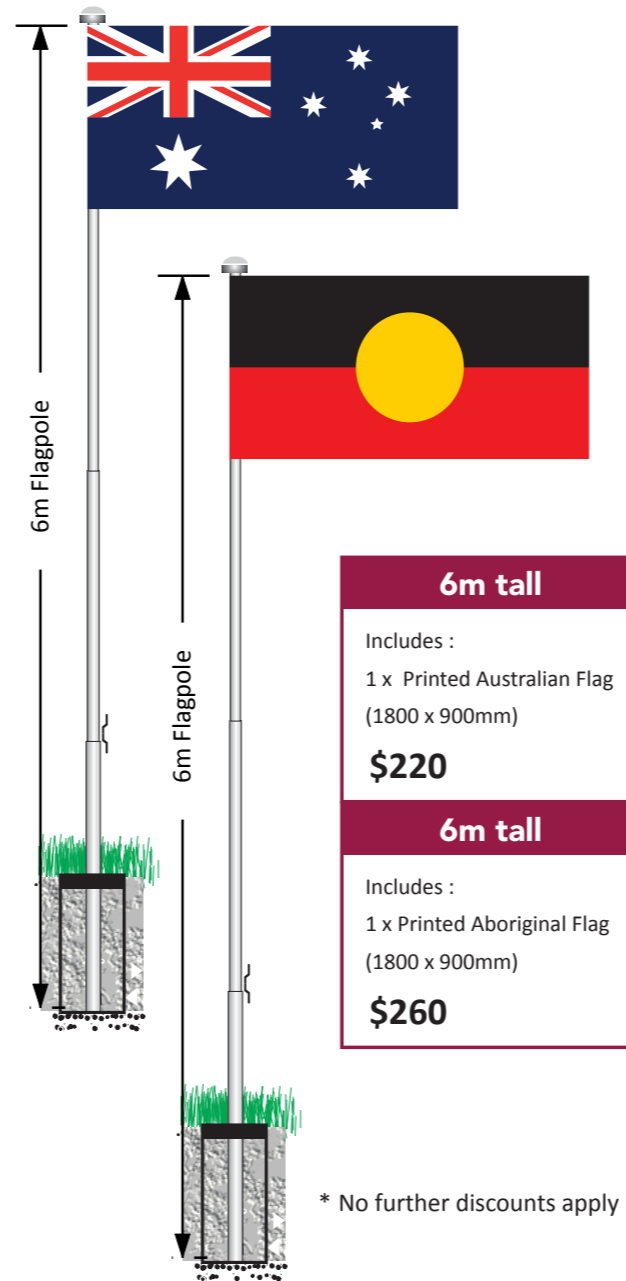 6m Flagpole
6m Flagpole
6m tall
Includes :
1 x Printed Australian Flag
(1800 x 900mm)
$220
6m tall
Includes :
1 x Printed Aboriginal Flag
(1800 x 900mm)
$260
* No further discounts apply